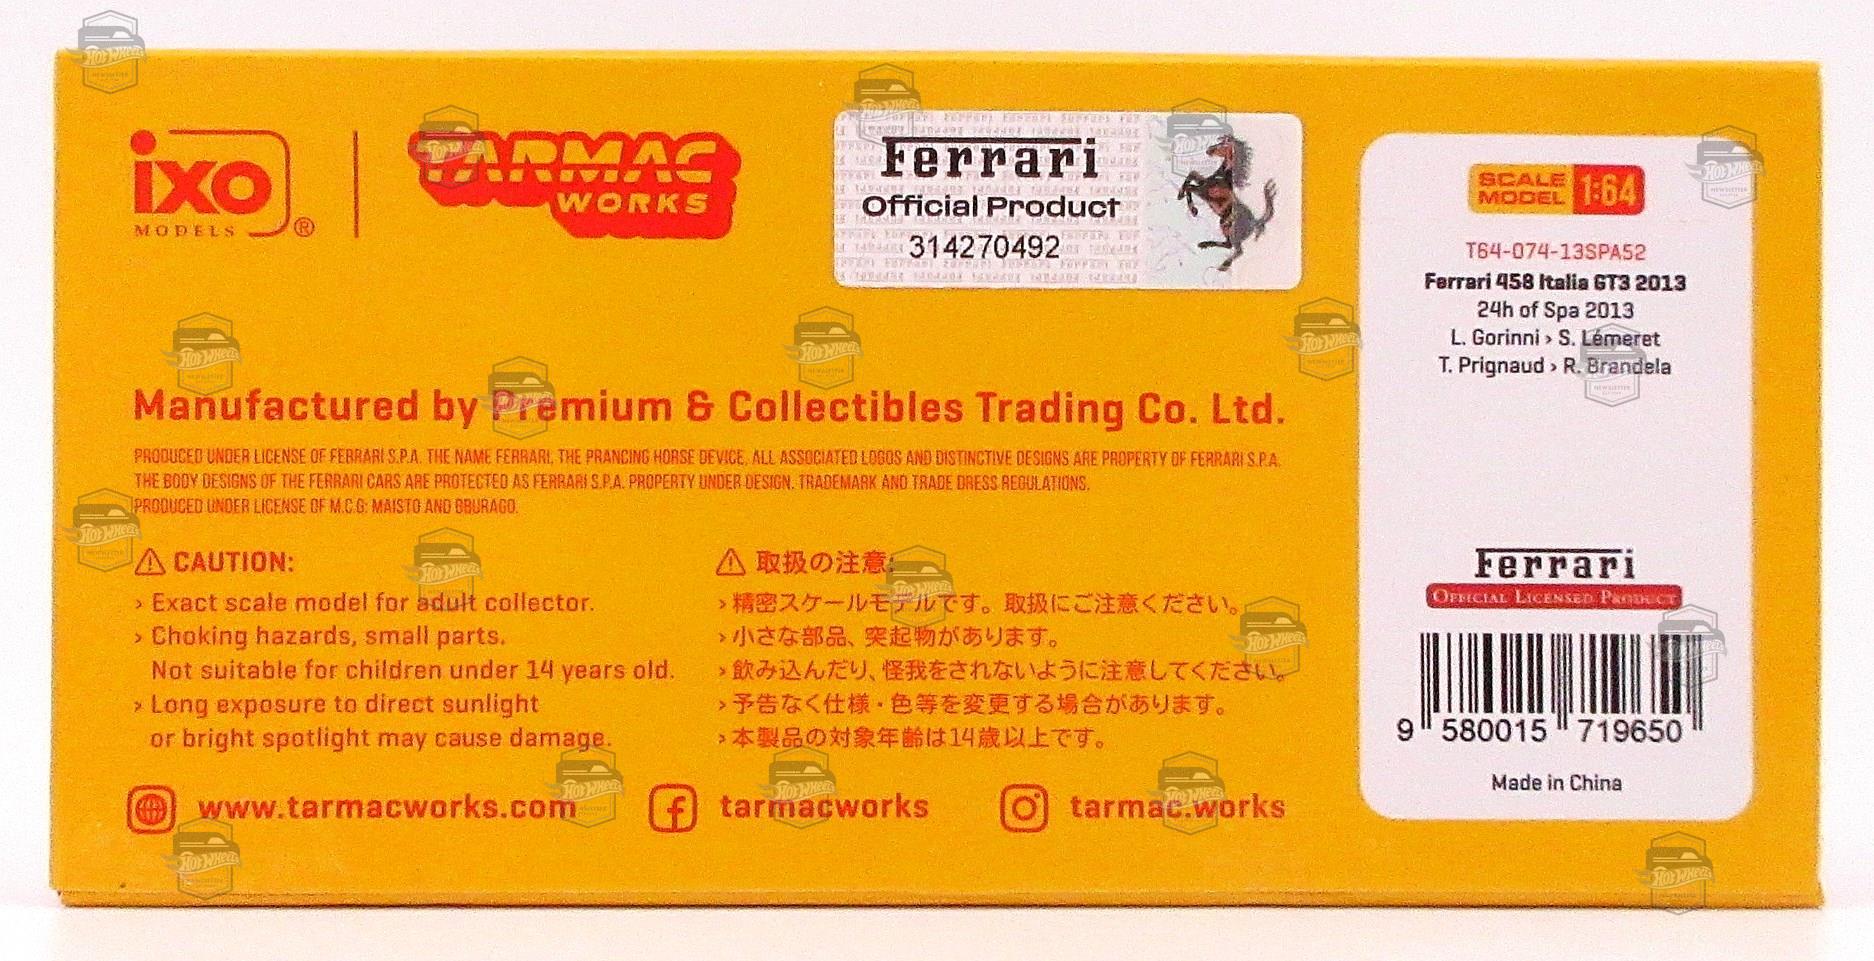 ixo
MODELS ®
TARMAC
WORKS
Ferrari
Official Product
314270492
SCALE
MODEL 1:64
T64-074-13SPA52
Ferrari 458 Italia GT3 2013
24h of Spa 2013
L. Gorinni › S. Lémeret
T. Prignaud › R. Brandela
Manufactured by Premium & Collectibles Trading Co. Ltd.
PRODUCED UNDER LICENSE OF FERRARI S.P.A. THE NAME FERRARI, THE PRANCING HORSE DEVICE, ALL ASSOCIATED LOGOS AND DISTINCTIVE DESIGNS ARE PROPERTY OF FERRARI S.P.A.
THE BODY DESIGNS OF THE FERRARI CARS ARE PROTECTED AS FERRARI S.P.A. PROPERTY UNDER DESIGN, TRADEMARK AND TRADE DRESS REGULATIONS.
PRODUCED UNDER LICENSE OF M.C.G: MAISTO AND BBURAGO.
⚠ CAUTION:
› Exact scale model for adult collector.
› Choking hazards, small parts.
Not suitable for children under 14 years old.
› Long exposure to direct sunlight
or bright spotlight may cause damage.
⚠ 取扱の注意:
› 精密スケールモデルです。取扱にご注意ください。
› 小さな部品、突起物があります。
› 飲み込んだり、怪我をされないように注意してください。
› 予告なく仕様・色等を変更する場合があります。
› 本製品の対象年齢は14歳以上です。
www.tarmacworks.com
tarmacworks
tarmac.works
Ferrari
OFFICIAL LICENSED PRODUCT
9 580015 719650
Made in China
Hot Wheels
NEWSLETTER